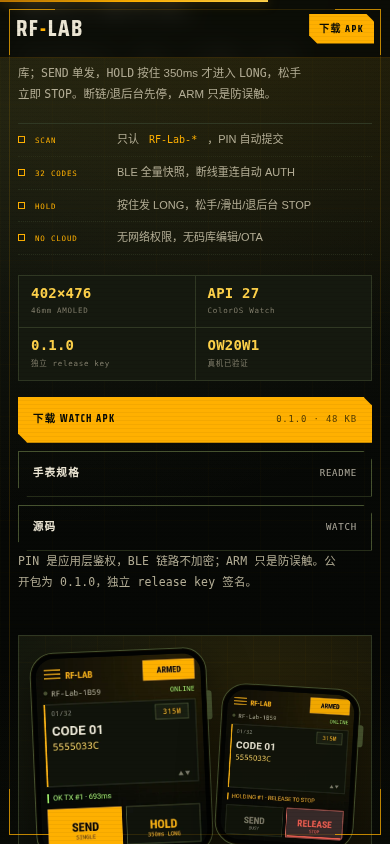 RF-LAB
下载 APK
库；SEND 单发，HOLD 按住 350ms 才进入 LONG，松手
立即 STOP。断链/退后台先停，ARM 只是防误触。
SCAN 只认 RF-Lab-* ，PIN 自动提交
32 CODES BLE 全量快照，断线重连自动 AUTH
HOLD 按住发 LONG，松手/滑出/退后台 STOP
NO CLOUD 无网络权限，无码库编辑/OTA
402×476 API 27
46mm AMOLED ColorOS Watch
0.1.0 OW20W1
独立 release key 真机已验证
下载 WATCH APK 0.1.0 · 48 KB
手表规格 README
源码 WATCH
PIN 是应用层鉴权，BLE 链路不加密；ARM 只是防误触。公
开包为 0.1.0，独立 release key 签名。
RF-LAB ARMED
RF-Lab-1B59 ONLINE
01/32 315M
CODE 01
5555033C
OK TX #1 · 693ms
SEND
SINGLE
HOLD
350ms LONG
RF-LAB ARMED
RF-Lab-1B59 ONLINE
01/32 315M
CODE 01
5555033C
HOLDING #1 · RELEASE TO STOP
SEND
BUSY
RELEASE
STOP